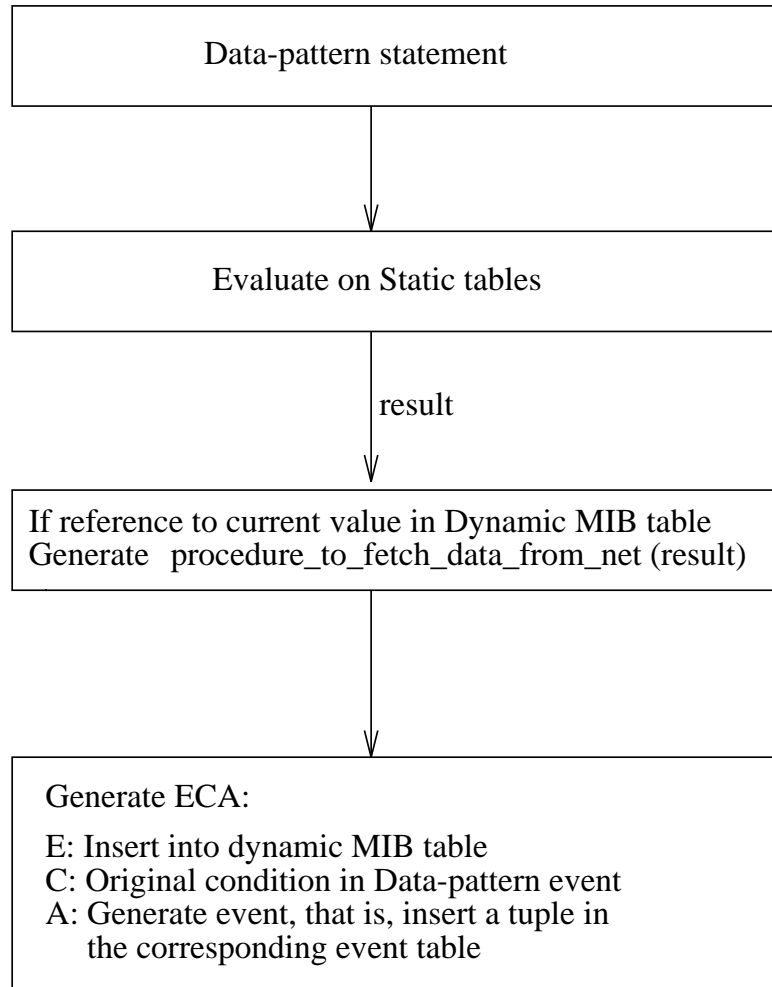 Data-pattern statement
Evaluate on Static tables
result
If reference to current value in Dynamic MIB table
Generate procedure_to_fetch_data_from_net (result)
Generate ECA:
E: Insert into dynamic MIB table
C: Original condition in Data-pattern event
A: Generate event, that is, insert a tuple in
the corresponding event table